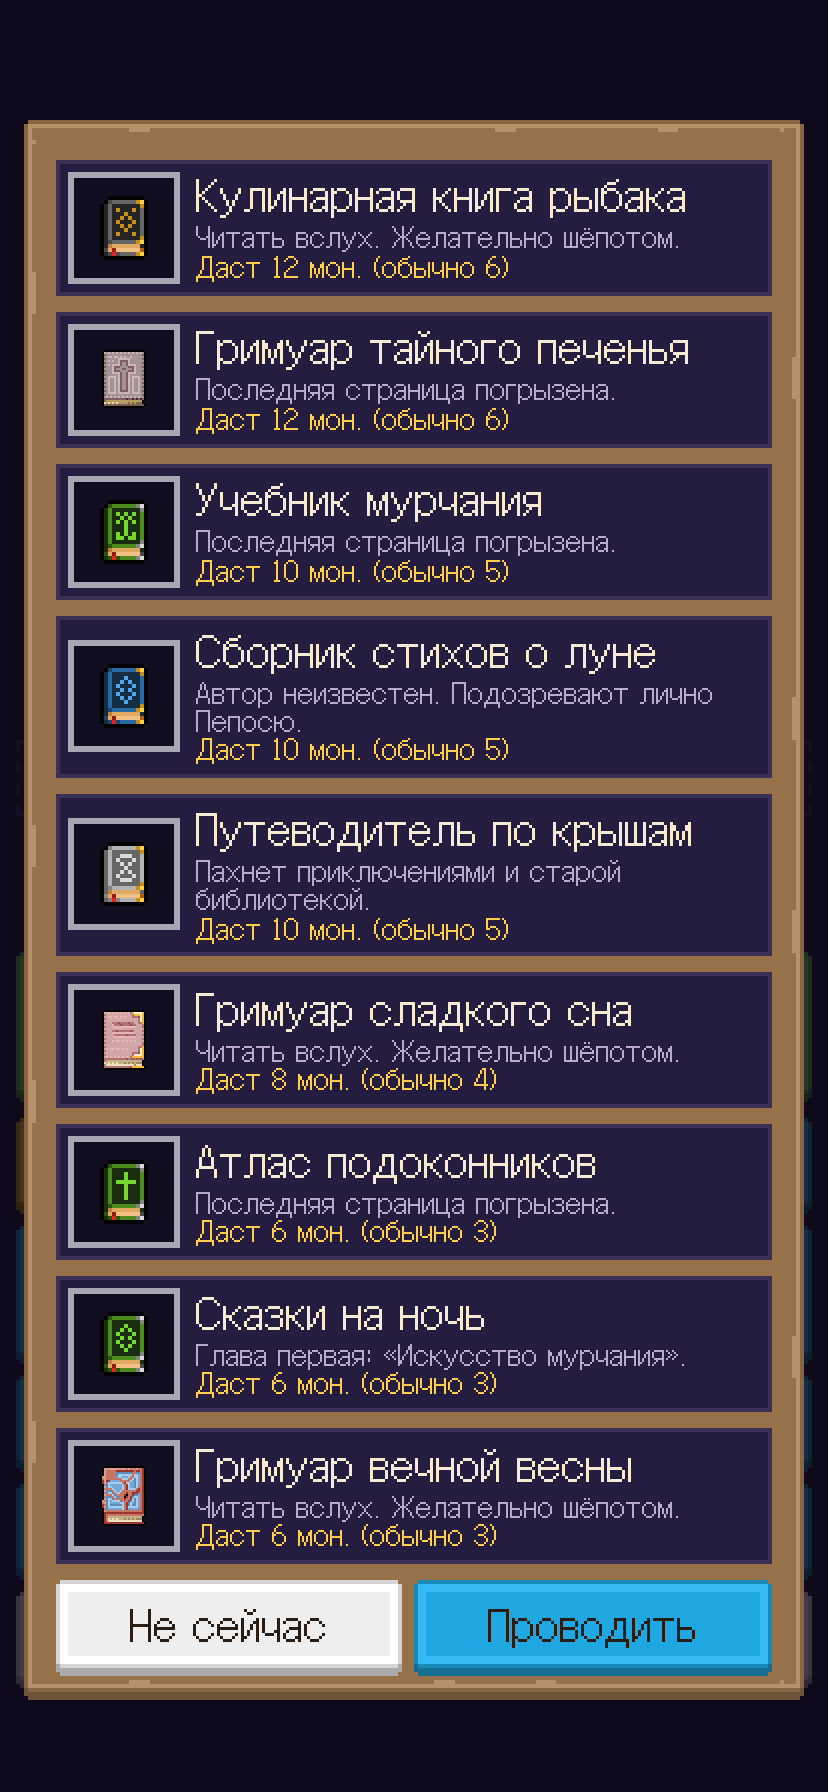 Кулинарная книга рыбака
Читать вслух. Желательно шёпотом.
Даст 12 мон. (обычно 6)
Гримуар тайного печенья
Последняя страница погрызена.
Даст 12 мон. (обычно 6)
Учебник мурчания
Последняя страница погрызена.
Даст 10 мон. (обычно 5)
Сборник стихов о луне
Автор неизвестен. Подозревают лично
Пепосю.
Даст 10 мон. (обычно 5)
Путеводитель по крышам
Пахнет приключениями и старой
библиотекой.
Даст 10 мон. (обычно 5)
Гримуар сладкого сна
Читать вслух. Желательно шёпотом.
Даст 8 мон. (обычно 4)
Атлас подоконников
Последняя страница погрызена.
Даст 6 мон. (обычно 3)
Сказки на ночь
Глава первая: «Искусство мурчания».
Даст 6 мон. (обычно 3)
Гримуар вечной весны
Читать вслух. Желательно шёпотом.
Даст 6 мон. (обычно 3)
Не сейчас
Проводить